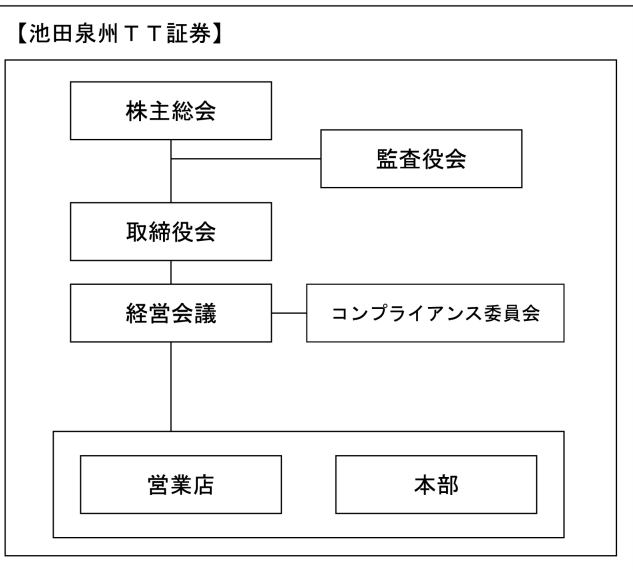 【池田泉州ＴＴ証券】
株主総会
監査役会
取締役会
経営会議
コンプライアンス委員会
営業店
本部